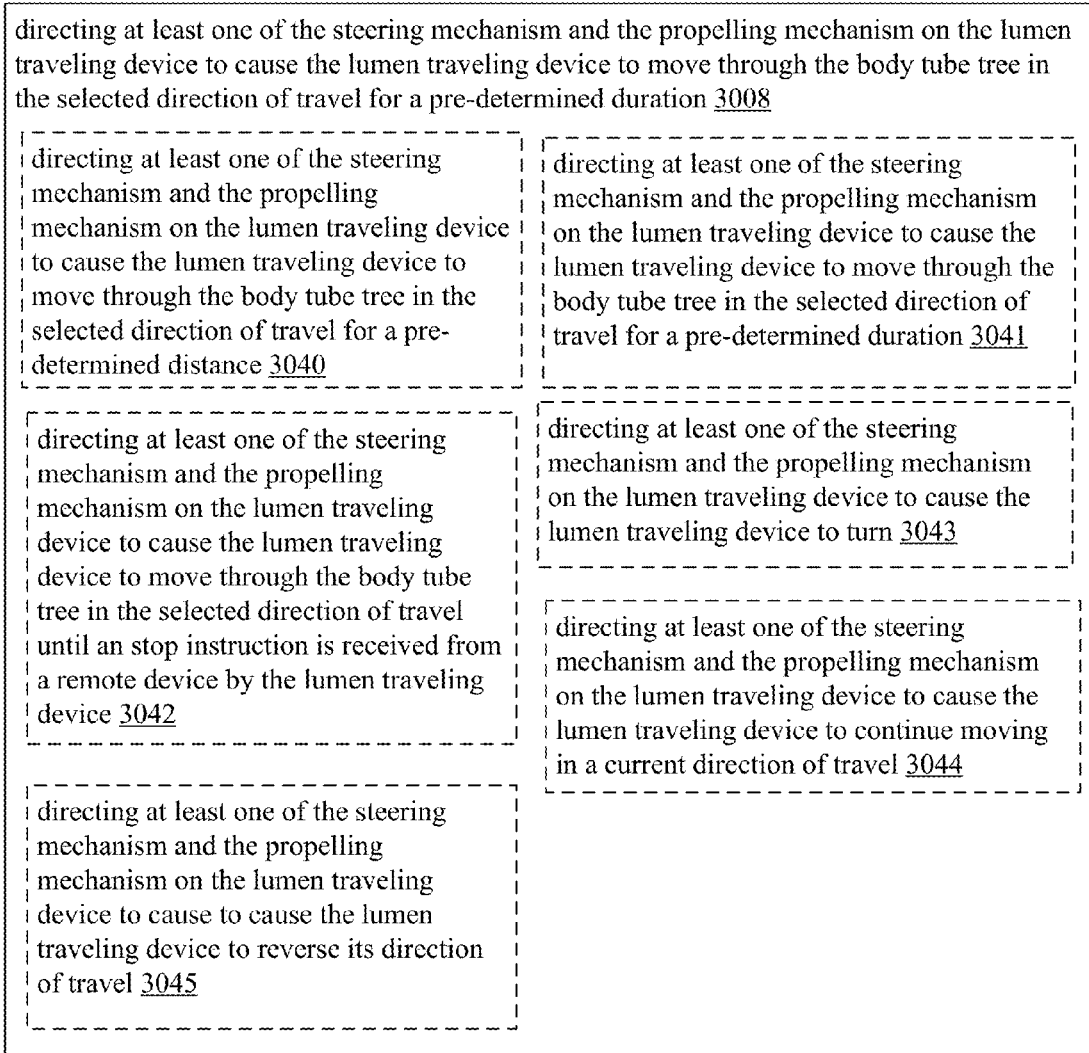 directing at least one of the steering mechanism and the propelling mechanism on the lumen
traveling device to cause the lumen traveling device to move through the body tube tree in
the selected direction of travel for a pre-determined duration 3008
directing at least one of the steering
mechanism and the propelling
mechanism on the lumen traveling device
to cause the lumen traveling device to
move through the body tube tree in the
selected direction of travel for a pre-
determined distance 3040
directing at least one of the steering
mechanism and the propelling mechanism
on the lumen traveling device to cause the
lumen traveling device to move through the
body tube tree in the selected direction of
travel for a pre-determined duration 3041
directing at least one of the steering
mechanism and the propelling
mechanism on the lumen traveling
device to cause the lumen traveling
device to move through the body tube
tree in the selected direction of travel
until an stop instruction is received from
a remote device by the lumen traveling
device 3042
directing at least one of the steering
mechanism and the propelling mechanism
on the lumen traveling device to cause the
lumen traveling device to turn 3043
directing at least one of the steering
mechanism and the propelling mechanism
on the lumen traveling device to cause the
lumen traveling device to continue moving
in a current direction of travel 3044
directing at least one of the steering
mechanism and the propelling
mechanism on the lumen traveling
device to cause to cause the lumen
traveling device to reverse its direction
of travel 3045